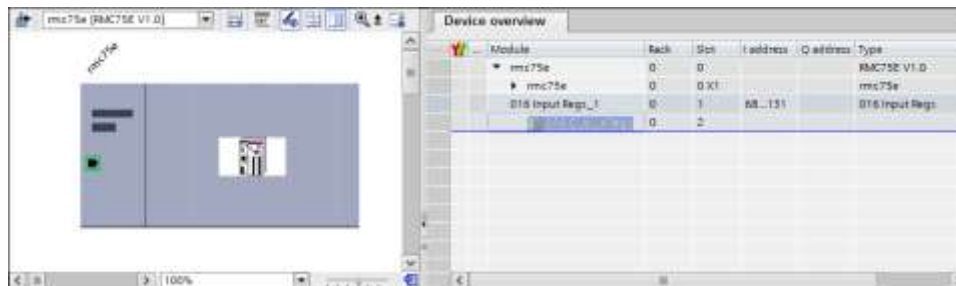 rmc75e [RMC75E V1.0]
Device overview
rmc75e
... Module Rack Slot I address Q address Type
rmc75e 0 0 RMC75E V1.0
rmc75e 0 0 X1 rmc75e
016 Input Regs_1 0 1 68...131 016 Input Regs
0 2
100%